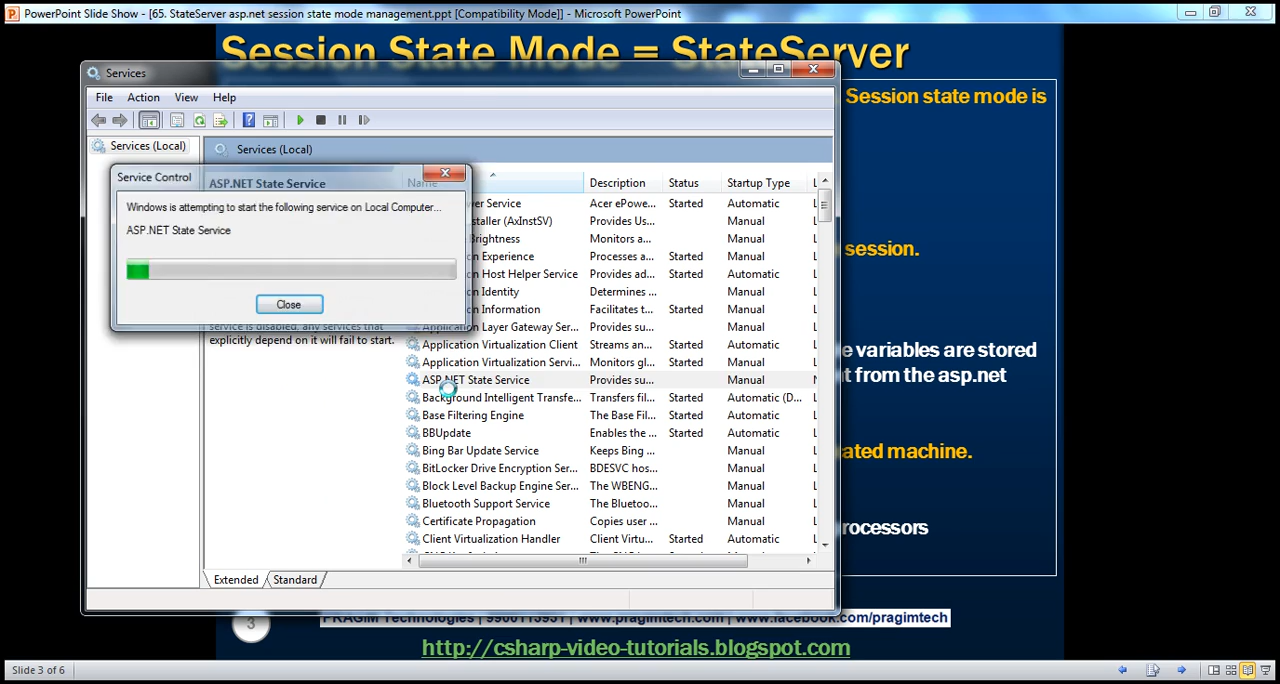 PowerPoint Slide Show - [65. StateServer asp.net session state mode management.ppt [Compatibility Mode]] - Microsoft PowerPoint
Session State Mode = StateServer
Services
File Action View Help
Session state mode is
Services (Local)
Services (Local)
Service Control
ASP.NET State Service
Name Description Status Startup Type
Windows is attempting to start the following service on Local Computer...
ASP.NET State Service
Close
service is disabled, any services that
explicitly depend on it will fail to start.
Service Acer ePowe... Started Automatic
staller (AxInstSV) Provides Us... Manual
Brightness Monitors a... Manual
Experience Processes a... Started Manual
Host Helper Service Provides ad... Started Automatic
Identity Determines ... Manual
Information Facilitates t... Started Manual
Application Layer Gateway Ser... Provides su... Manual
Application Virtualization Client Streams an... Started Automatic
Application Virtualization Servi... Monitors gl... Started Manual
ASP.NET State Service Provides su... Manual
Background Intelligent Transfe... Transfers fil... Started Automatic (D...
Base Filtering Engine The Base Fil... Started Automatic
BBUpdate Enables the ... Started Automatic
Bing Bar Update Service Keeps Bing ... Manual
BitLocker Drive Encryption Ser... BDESVC hos... Manual
Block Level Backup Engine Ser... The WBENG... Manual
Bluetooth Support Service The Bluetoo... Manual
Certificate Propagation Copies user ... Manual
Client Virtualization Handler Client Virtu... Started Manual
Extended Standard
session.
e variables are stored
t from the asp.net
ated machine.
rocessors
3
PRAGIM Technologies | 9900113931 | www.pragimtech.com | www.facebook.com/pragimtech
http://csharp-video-tutorials.blogspot.com
Slide 3 of 6